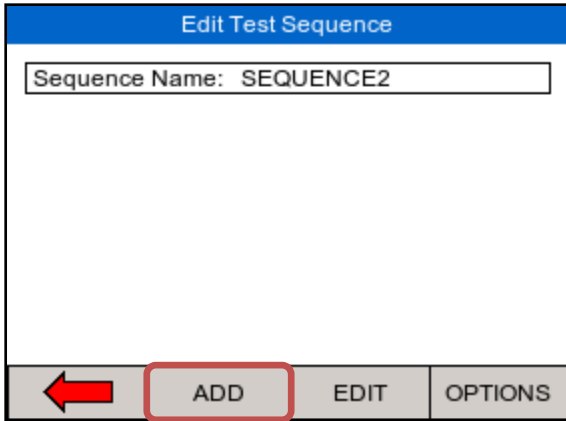 Edit Test Sequence
Sequence Name: SEQUENCE2
ADD EDIT OPTIONS